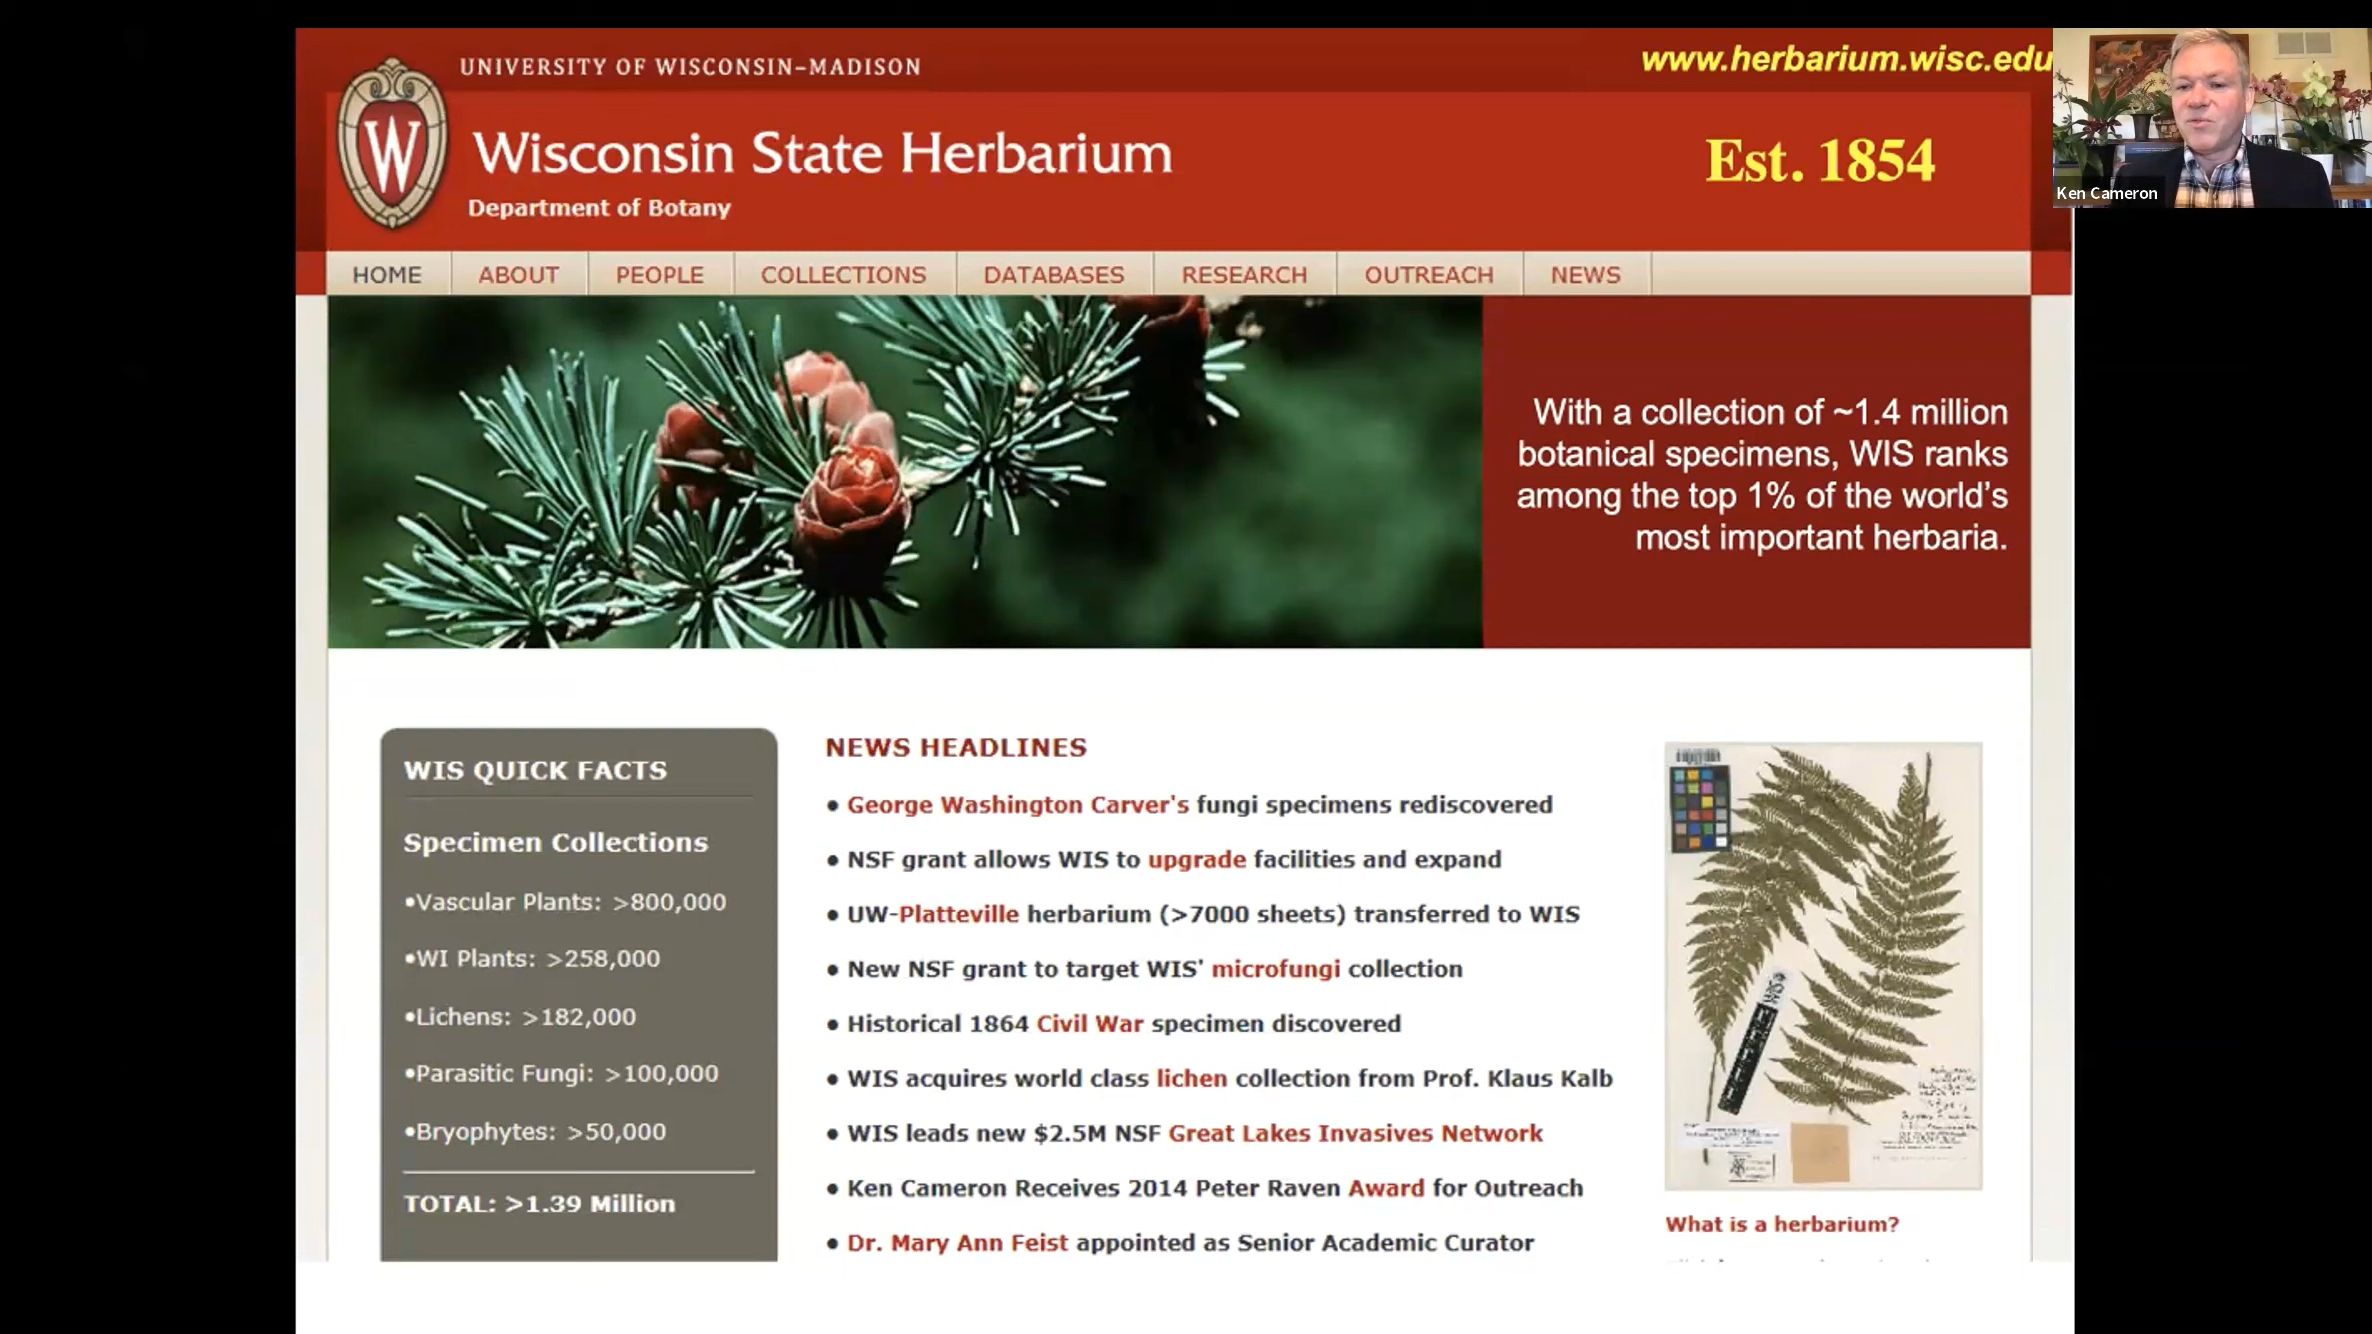 UNIVERSITY OF WISCONSIN–MADISON
www.herbarium.wisc.edu
W
Wisconsin State Herbarium
Est. 1854
Department of Botany
Ken Cameron
HOME ABOUT PEOPLE COLLECTIONS DATABASES RESEARCH OUTREACH NEWS
With a collection of ~1.4 million
botanical specimens, WIS ranks
among the top 1% of the world's
most important herbaria.
WIS QUICK FACTS
Specimen Collections
•Vascular Plants: >800,000
•WI Plants: >258,000
•Lichens: >182,000
•Parasitic Fungi: >100,000
•Bryophytes: >50,000
TOTAL: >1.39 Million
NEWS HEADLINES
• George Washington Carver's fungi specimens rediscovered
• NSF grant allows WIS to upgrade facilities and expand
• UW-Platteville herbarium (>7000 sheets) transferred to WIS
• New NSF grant to target WIS' microfungi collection
• Historical 1864 Civil War specimen discovered
• WIS acquires world class lichen collection from Prof. Klaus Kalb
• WIS leads new $2.5M NSF Great Lakes Invasives Network
• Ken Cameron Receives 2014 Peter Raven Award for Outreach
• Dr. Mary Ann Feist appointed as Senior Academic Curator
WIS
What is a herbarium?